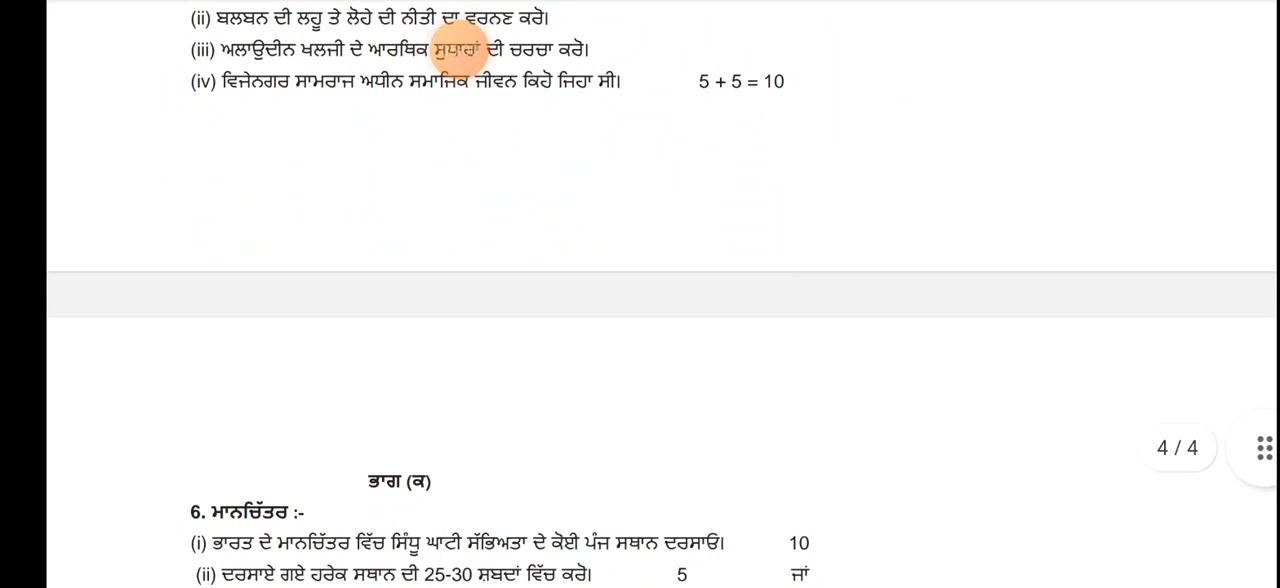 (ii) ਬਲਬਨ ਦੀ ਲਹੂ ਤੇ ਲੋਹੇ ਦੀ ਨੀਤੀ ਦਾ ਵਰਨਣ ਕਰੋ।
(iii) ਅਲਾਉਦੀਨ ਖਲਜੀ ਦੇ ਆਰਥਿਕ ਸੁਧਾਰਾਂ ਦੀ ਚਰਚਾ ਕਰੋ।
(iv) ਵਿਜੇਨਗਰ ਸਾਮਰਾਜ ਅਧੀਨ ਸਮਾਜਿਕ ਜੀਵਨ ਕਿਹੋ ਜਿਹਾ ਸੀ। 5 + 5 = 10
4 / 4
ਭਾਗ (ਕ)
6. ਮਾਨਚਿੱਤਰ :-
(i) ਭਾਰਤ ਦੇ ਮਾਨਚਿੱਤਰ ਵਿੱਚ ਸਿੰਧੂ ਘਾਟੀ ਸੱਭਿਅਤਾ ਦੇ ਕੋਈ ਪੰਜ ਸਥਾਨ ਦਰਸਾਓ। 10
(ii) ਦਰਸਾਏ ਗਏ ਹਰੇਕ ਸਥਾਨ ਦੀ 25-30 ਸ਼ਬਦਾਂ ਵਿੱਚ ਕਰੋ। 5 ਜਾਂ